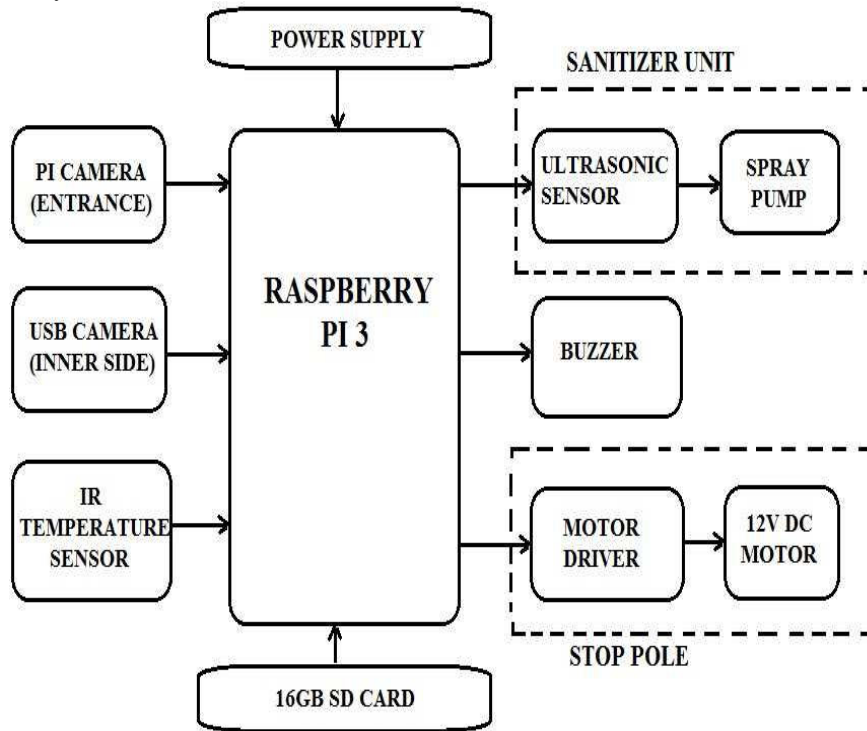 POWER SUPPLY
SANITIZER UNIT
PI CAMERA
(ENTRANCE)
ULTRASONIC
SENSOR
SPRAY
PUMP
RASPBERRY
PI 3
USB CAMERA
(INNER SIDE)
BUZZER
IR
TEMPERATURE
SENSOR
MOTOR
DRIVER
12V DC
MOTOR
STOP POLE
16GB SD CARD